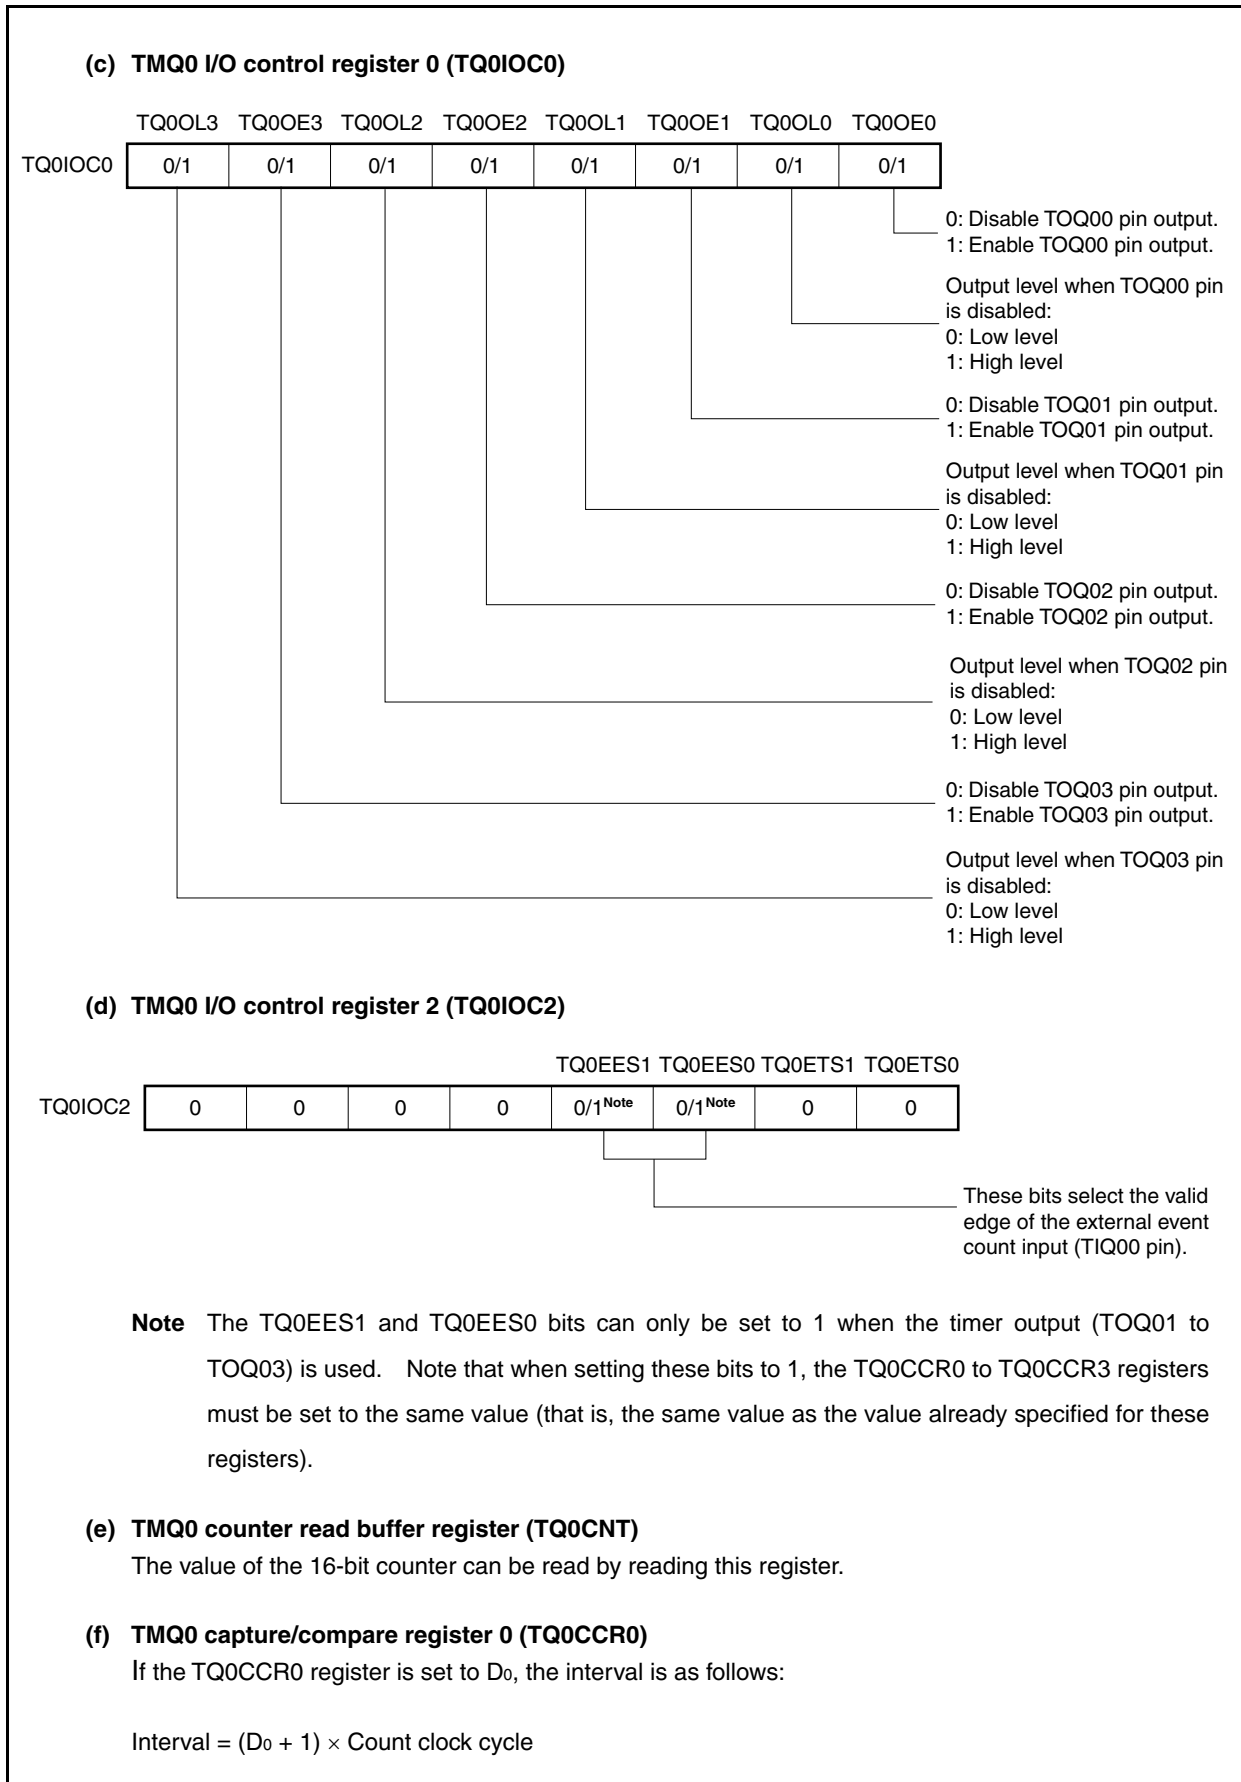 (c) TMQ0 I/O control register 0 (TQ0IOC0)
TQ0OL3 TQ0OE3 TQ0OL2 TQ0OE2 TQ0OL1 TQ0OE1 TQ0OL0 TQ0OE0
TQ0IOC0 0/1 0/1 0/1 0/1 0/1 0/1 0/1 0/1
0: Disable TOQ00 pin output.
1: Enable TOQ00 pin output.
Output level when TOQ00 pin
is disabled:
0: Low level
1: High level
0: Disable TOQ01 pin output.
1: Enable TOQ01 pin output.
Output level when TOQ01 pin
is disabled:
0: Low level
1: High level
0: Disable TOQ02 pin output.
1: Enable TOQ02 pin output.
Output level when TOQ02 pin
is disabled:
0: Low level
1: High level
0: Disable TOQ03 pin output.
1: Enable TOQ03 pin output.
Output level when TOQ03 pin
is disabled:
0: Low level
1: High level
(d) TMQ0 I/O control register 2 (TQ0IOC2)
TQ0EES1 TQ0EES0 TQ0ETS1 TQ0ETS0
TQ0IOC2 0 0 0 0 0/1Note 0/1Note 0 0
These bits select the valid
edge of the external event
count input (TIQ00 pin).
Note The TQ0EES1 and TQ0EES0 bits can only be set to 1 when the timer output (TOQ01 to
TOQ03) is used. Note that when setting these bits to 1, the TQ0CCR0 to TQ0CCR3 registers
must be set to the same value (that is, the same value as the value already specified for these
registers).
(e) TMQ0 counter read buffer register (TQ0CNT)
The value of the 16-bit counter can be read by reading this register.
(f) TMQ0 capture/compare register 0 (TQ0CCR0)
If the TQ0CCR0 register is set to D0, the interval is as follows:
Interval = (D0 + 1) × Count clock cycle